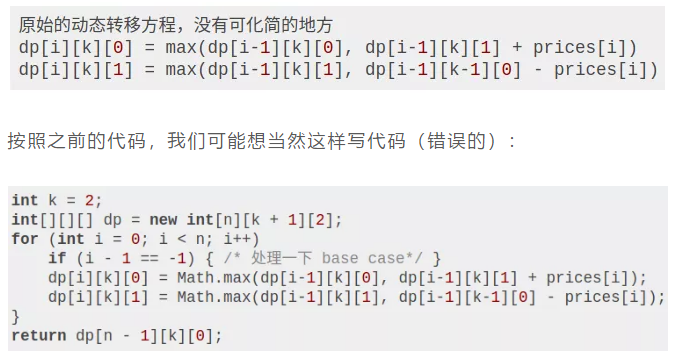 原始的动态转移方程，没有可化简的地方
dp[i][k][0] = max(dp[i-1][k][0], dp[i-1][k][1] + prices[i])
dp[i][k][1] = max(dp[i-1][k][1], dp[i-1][k-1][0] - prices[i])
按照之前的代码，我们可能想当然这样写代码（错误的）：
int k = 2;
int[][][] dp = new int[n][k + 1][2];
for (int i = 0; i < n; i++)
    if (i - 1 == -1) { /* 处理一下 base case*/ }
    dp[i][k][0] = Math.max(dp[i-1][k][0], dp[i-1][k][1] + prices[i]);
    dp[i][k][1] = Math.max(dp[i-1][k][1], dp[i-1][k-1][0] - prices[i]);
}
return dp[n - 1][k][0];